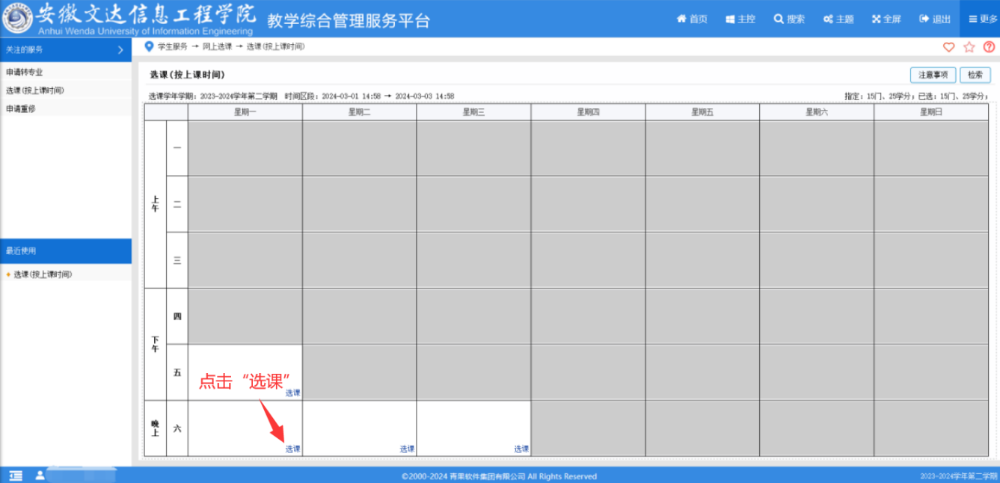 安徽文达信息工程学院 教学综合管理服务平台
Anhui Wenda University of Information Engineering
首页 主控 搜索 主题 全屏 退出 更多
关注的服务
申请转专业
选课(按上课时间)
申请重修
最近使用
选课(按上课时间)
学生服务 → 网上选课 → 选课(按上课时间)
选课(按上课时间)
注意事项 检索
选课学年学期：2023-2024学年第二学期 时间区段：2024-03-01 14:58 → 2024-03-03 14:58
指定：15门、25学分；已选：15门、25学分；
星期一 星期二 星期三 星期四 星期五 星期六 星期日
上午
一
二
三
下午
四
五
点击“选课”
选课
晚上
六
选课 选课 选课
©2000-2024 青果软件集团有限公司 All Rights Reserved
2023-2024学年第二学期